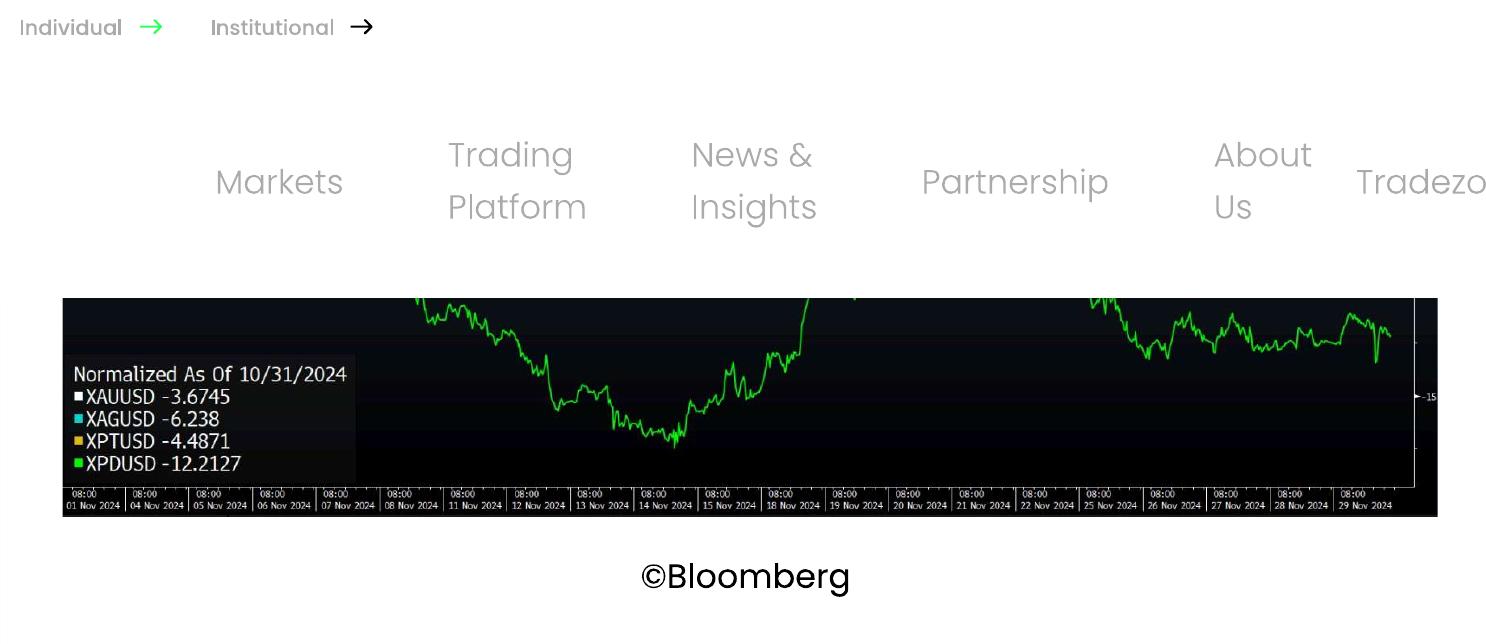 Individual → Institutional →
Markets
Trading
Platform
News &
Insights
Partnership
About
Us
Tradezo
Normalized As Of 10/31/2024
XAUUSD -3.6745
XAGUSD -6.238
XPTUSD -4.4871
XPDUSD -12.2127
-15
08:00 08:00 08:00 08:00 08:00 08:00 08:00 08:00 08:00 08:00 08:00 08:00 08:00 08:00 08:00 08:00 08:00 08:00 08:00 08:00 08:00
01 Nov 2024 04 Nov 2024 05 Nov 2024 06 Nov 2024 07 Nov 2024 08 Nov 2024 11 Nov 2024 12 Nov 2024 13 Nov 2024 14 Nov 2024 15 Nov 2024 18 Nov 2024 19 Nov 2024 20 Nov 2024 21 Nov 2024 22 Nov 2024 25 Nov 2024 26 Nov 2024 27 Nov 2024 28 Nov 2024 29 Nov 2024
©Bloomberg